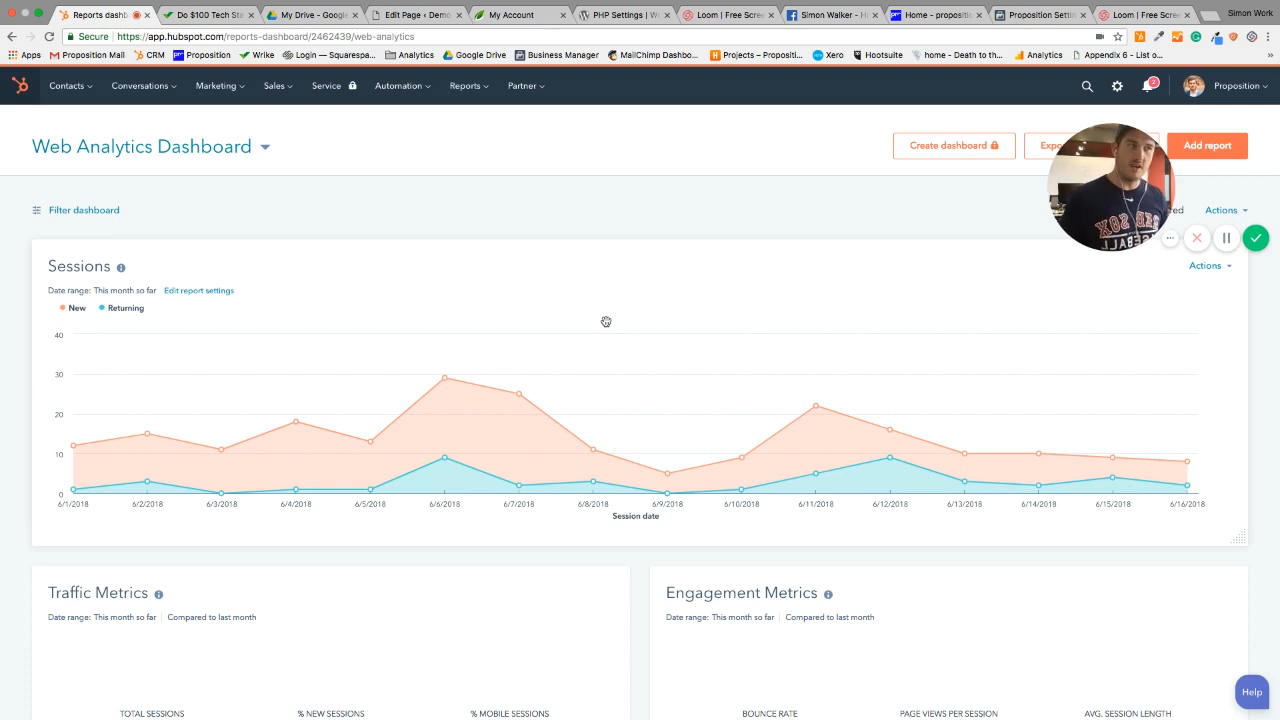 Reports dashb
Do $100 Tech St
My Drive - Google
Edit Page ‹ Demo
My Account
PHP Settings | W
Loom | Free Scre
Simon Walker - H
Home - propositi
Proposition Setti
Loom | Free Scre
Simon Work
Secure
https://app.hubspot.com/reports-dashboard/2462439/web-analytics
Apps
Proposition Mail
CRM
Proposition
Wrike
Login — Squarespa...
Analytics
Google Drive
Business Manager
MailChimp Dashbo...
Projects – Propositi...
Xero
Hootsuite
home - Death to th...
Analytics
Appendix 6 - List o...
»
Contacts
Conversations
Marketing
Sales
Service
Automation
Reports
Partner
2
Proposition
Web Analytics Dashboard
Create dashboard
Expo
Add report
Filter dashboard
red
Actions
RED SOX
BASEBALL
Sessions
Actions
Date range: This month so far
Edit report settings
New
Returning
40
30
20
10
0
6/1/2018
6/2/2018
6/3/2018
6/4/2018
6/5/2018
6/6/2018
6/7/2018
6/8/2018
6/9/2018
6/10/2018
6/11/2018
6/12/2018
6/13/2018
6/14/2018
6/15/2018
6/16/2018
Session date
Traffic Metrics
Date range: This month so far
Compared to last month
TOTAL SESSIONS
% NEW SESSIONS
% MOBILE SESSIONS
Engagement Metrics
Date range: This month so far
Compared to last month
BOUNCE RATE
PAGE VIEWS PER SESSION
AVG. SESSION LENGTH
Help